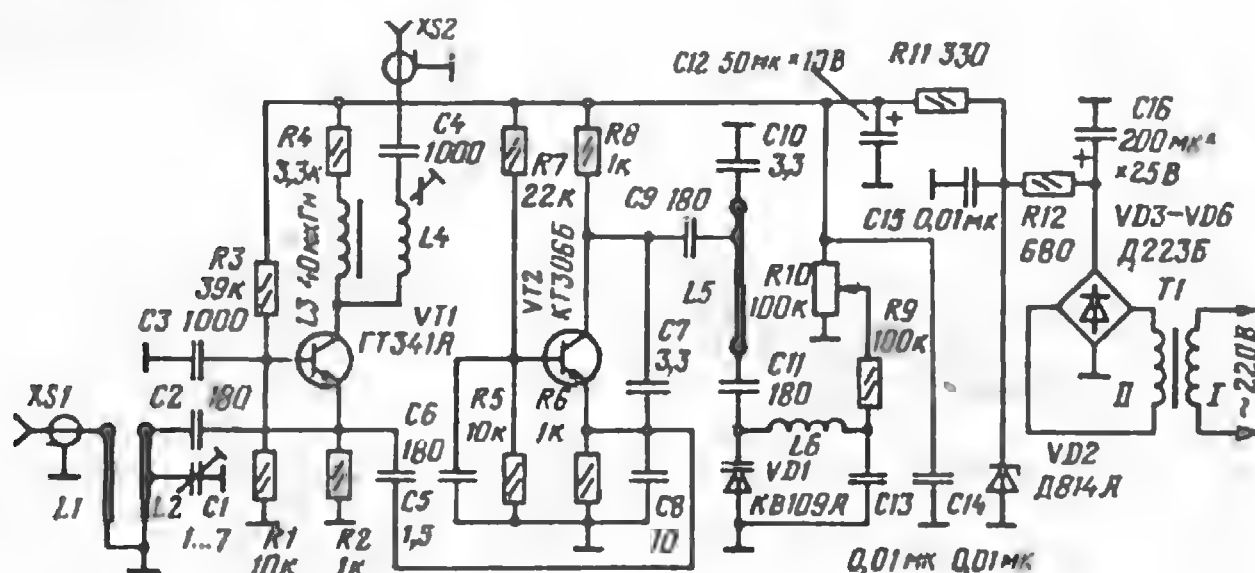 XS2
C12 50мк×10В
R11 330
C16
200мк×
×25В
R4
3,3к
C4
1000
R7
22к
R8
1к
C10
3,3
C9 180
C15 0,01мк
R12
680
VD3-VD6
Д223Б
L3 40мкГн
L4
VT2
КТ306Б
R3
39к
L5
R10
100к
R9
100к
T1
~220В
C3 1000
VT1
ГТ341А
C7
3,3
XS1
C2 180
C6
180
R5
10к
R6
1к
C11
180
II
I
L6
L1
L2
C1
1...7
C5
1,5
C8
10
VD1
КВ109А
C13
C14
VD2
Д814А
R1
10к
R2
1к
0,01мк 0,01мк